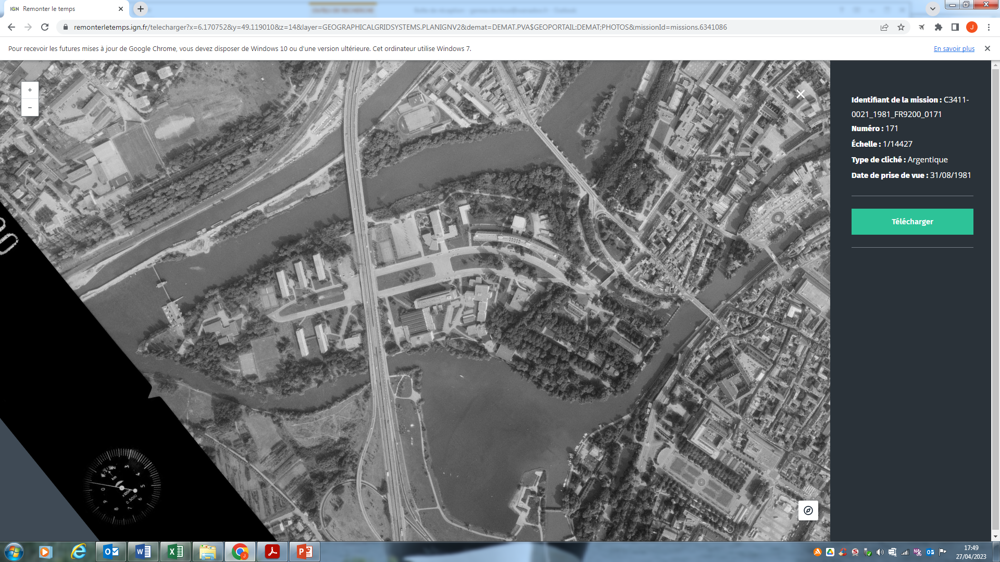 IGN Remonter le temps
remonterletemps.ign.fr/telecharger?x=6.170752&y=49.119010&z=14&layer=GEOGRAPHICALGRIDSYSTEMS.PLANIGNV2&demat=DEMAT.PVA$GEOPORTAIL:DEMAT;PHOTOS&missionId=missions.6341086
J
Pour recevoir les futures mises à jour de Google Chrome, vous devez disposer de Windows 10 ou d'une version ultérieure. Cet ordinateur utilise Windows 7.
En savoir plus
+
−
Identifiant de la mission : C3411-
0021_1981_FR9200_0171
Numéro : 171
Échelle : 1/14427
Type de cliché : Argentique
Date de prise de vue : 31/08/1981
Télécharger
17:49
27/04/2023